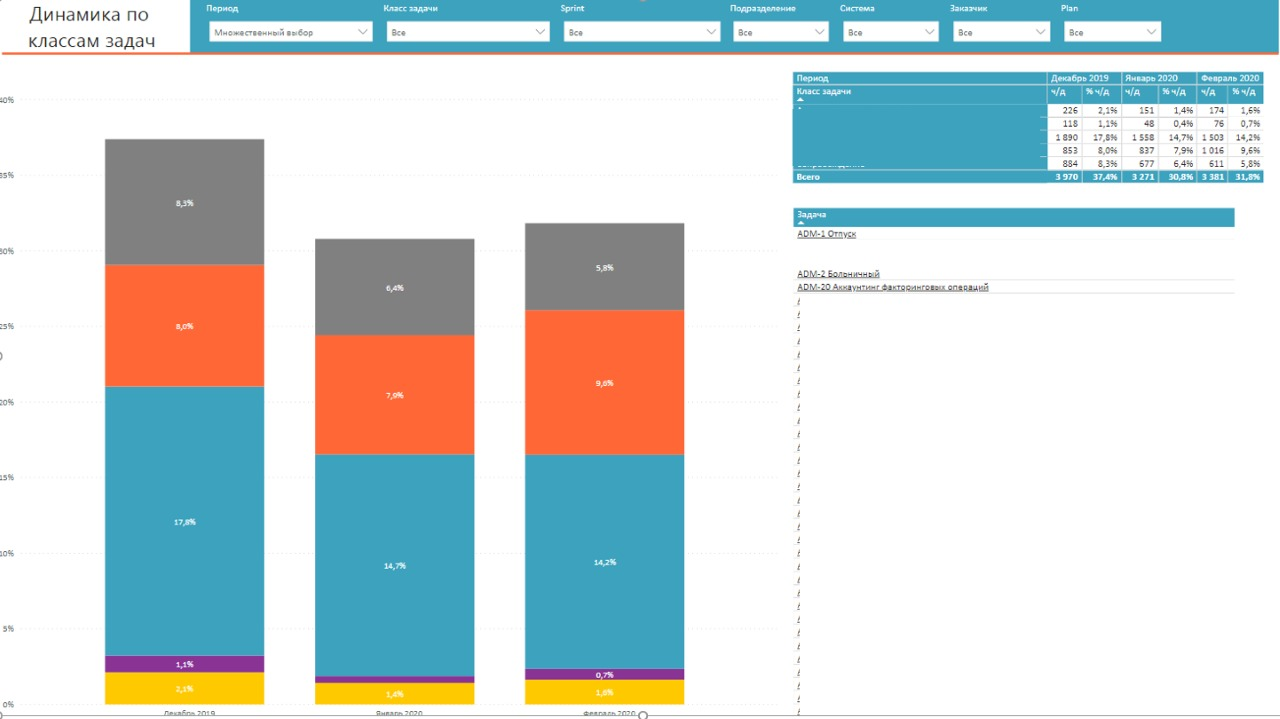 Динамика по
классам задач
Период Класс задачи Sprint Подразделение Система Заказчик Plan
Множественный выбор Все Все Все Все Все Все
40%
35%
30%
25%
20%
15%
10%
5%
0%
8,3%
8,0%
17,8%
1,1%
2,1%
6,4%
7,9%
14,7%
1,4%
5,8%
9,6%
14,2%
0,7%
1,6%
Декабрь 2019 Январь 2020 Февраль 2020
Период Декабрь 2019 Январь 2020 Февраль 2020
Класс задачи ч/д % ч/д ч/д % ч/д ч/д % ч/д
226 2,1% 151 1,4% 174 1,6%
118 1,1% 48 0,4% 76 0,7%
1 890 17,8% 1 558 14,7% 1 503 14,2%
853 8,0% 837 7,9% 1 016 9,6%
884 8,3% 677 6,4% 611 5,8%
Всего 3 970 37,4% 3 271 30,8% 3 381 31,8%
Задача
ADM-1 Отпуск
ADM-2 Больничный
ADM-20 Аккаунтинг факторинговых операций